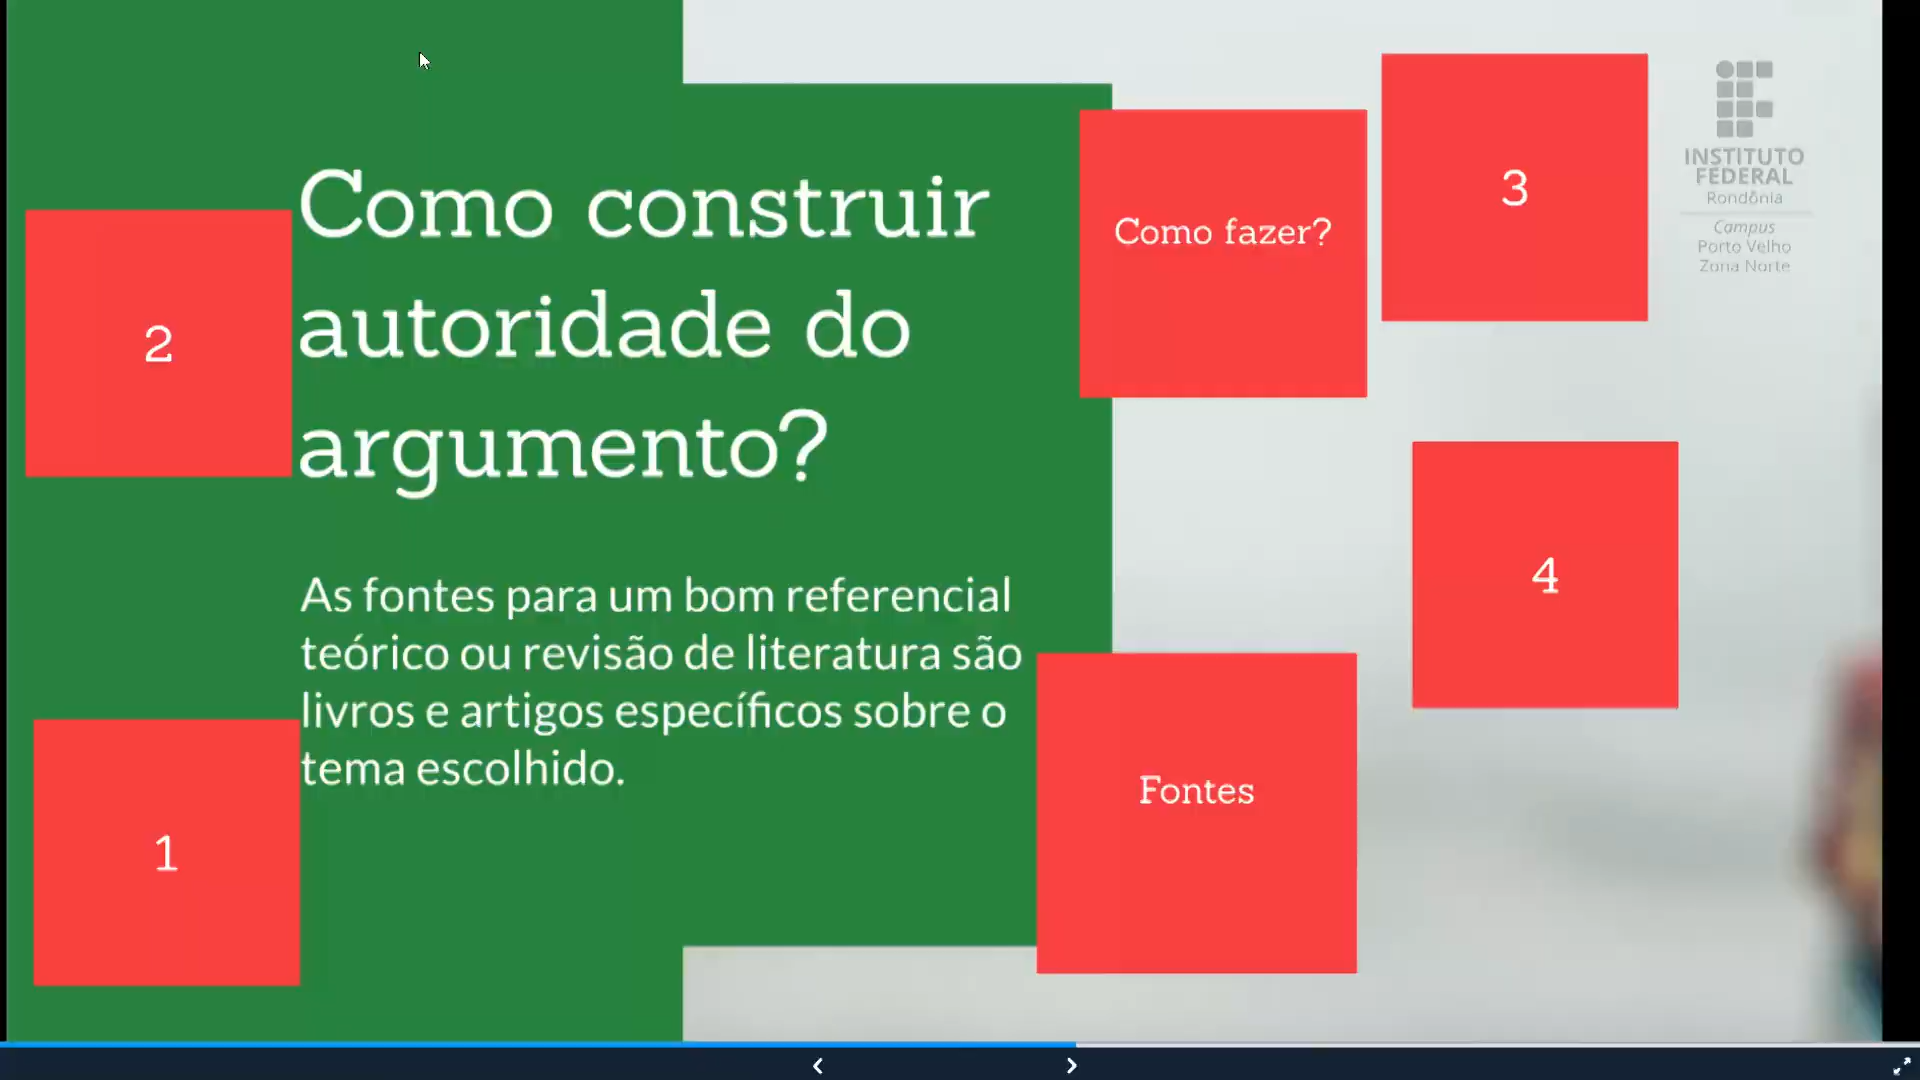 Como construir
autoridade do
argumento?
As fontes para um bom referencial
teórico ou revisão de literatura são
livros e artigos específicos sobre o
tema escolhido.
2
1
Como fazer?
3
4
Fontes
INSTITUTO
FEDERAL
Rondônia
Campus
Porto Velho
Zona Norte